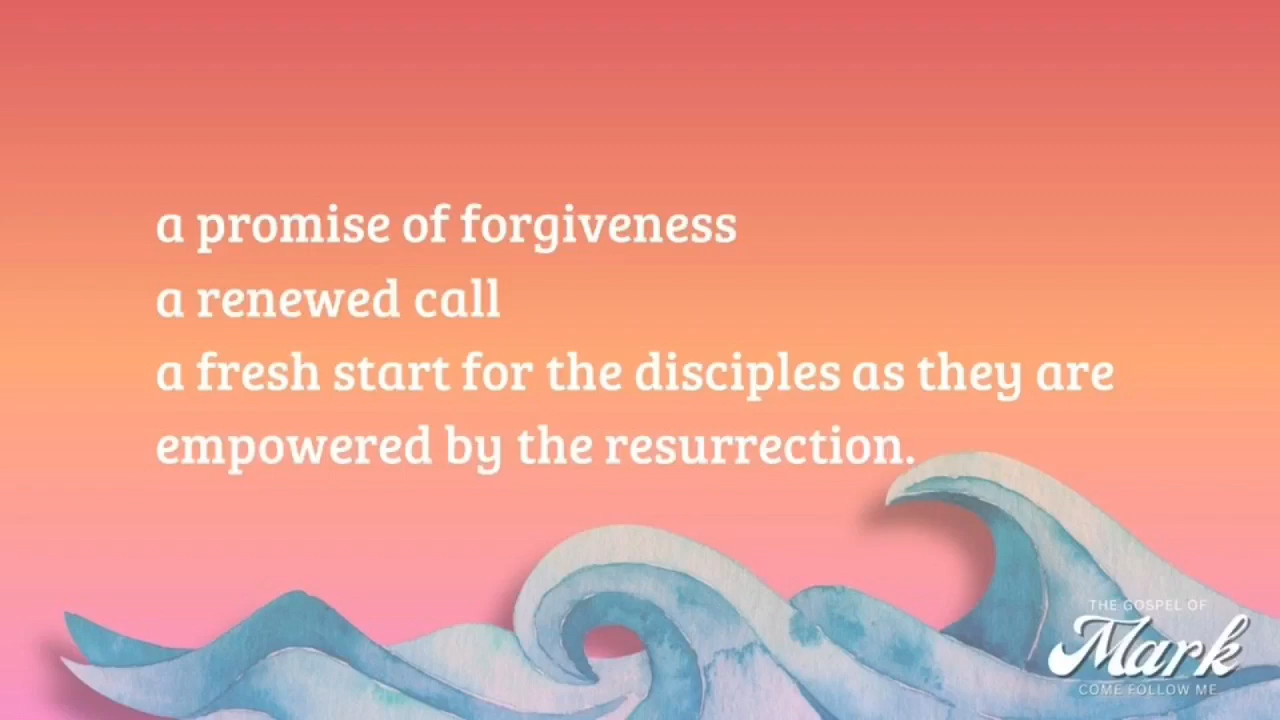 a promise of forgiveness
a renewed call
a fresh start for the disciples as they are
empowered by the resurrection.
THE GOSPEL OF
Mark
COME FOLLOW ME